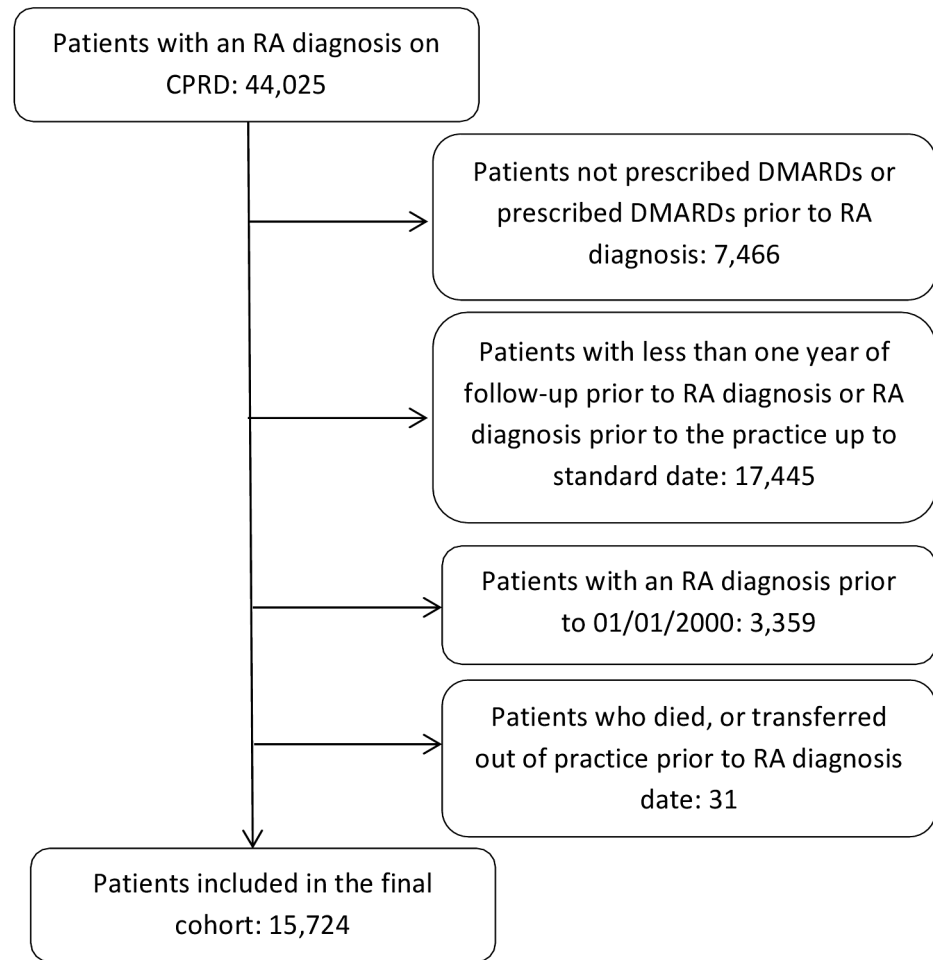 Patients with an RA diagnosis on
CPRD: 44,025
Patients not prescribed DMARDs or
prescribed DMARDs prior to RA
diagnosis: 7,466
Patients with less than one year of
follow-up prior to RA diagnosis or RA
diagnosis prior to the practice up to
standard date: 17,445
Patients with an RA diagnosis prior
to 01/01/2000: 3,359
Patients who died, or transferred
out of practice prior to RA diagnosis
date: 31
Patients included in the final
cohort: 15,724